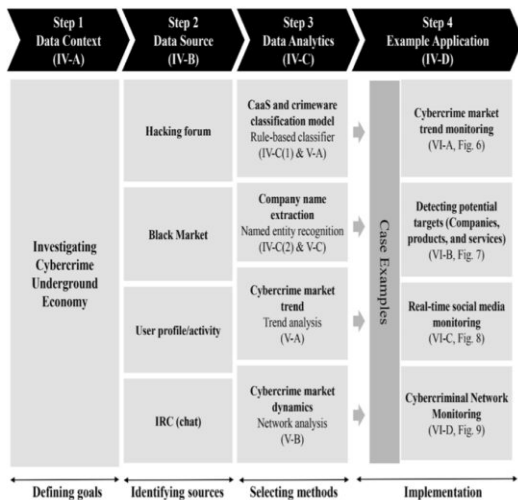 Step 1
Data Context
(IV-A)
Step 2
Data Source
(IV-B)
Step 3
Data Analytics
(IV-C)
Step 4
Example Application
(IV-D)
Investigating
Cybercrime
Underground
Economy
Hacking forum
Black Market
User profile/activity
IRC (chat)
CaaS and crimeware
classification model
Rule-based classifier
(IV-C(1) & V-A)
Company name
extraction
Named entity recognition
(IV-C(2) & V-C)
Cybercrime market
trend
Trend analysis
(V-A)
Cybercrime market
dynamics
Network analysis
(V-B)
Case Examples
Cybercrime market
trend monitoring
(VI-A, Fig. 6)
Detecting potential
targets (Companies,
products, and services)
(VI-B, Fig. 7)
Real-time social media
monitoring
(VI-C, Fig. 8)
Cybercriminal Network
Monitoring
(VI-D, Fig. 9)
Defining goals
Identifying sources
Selecting methods
Implementation